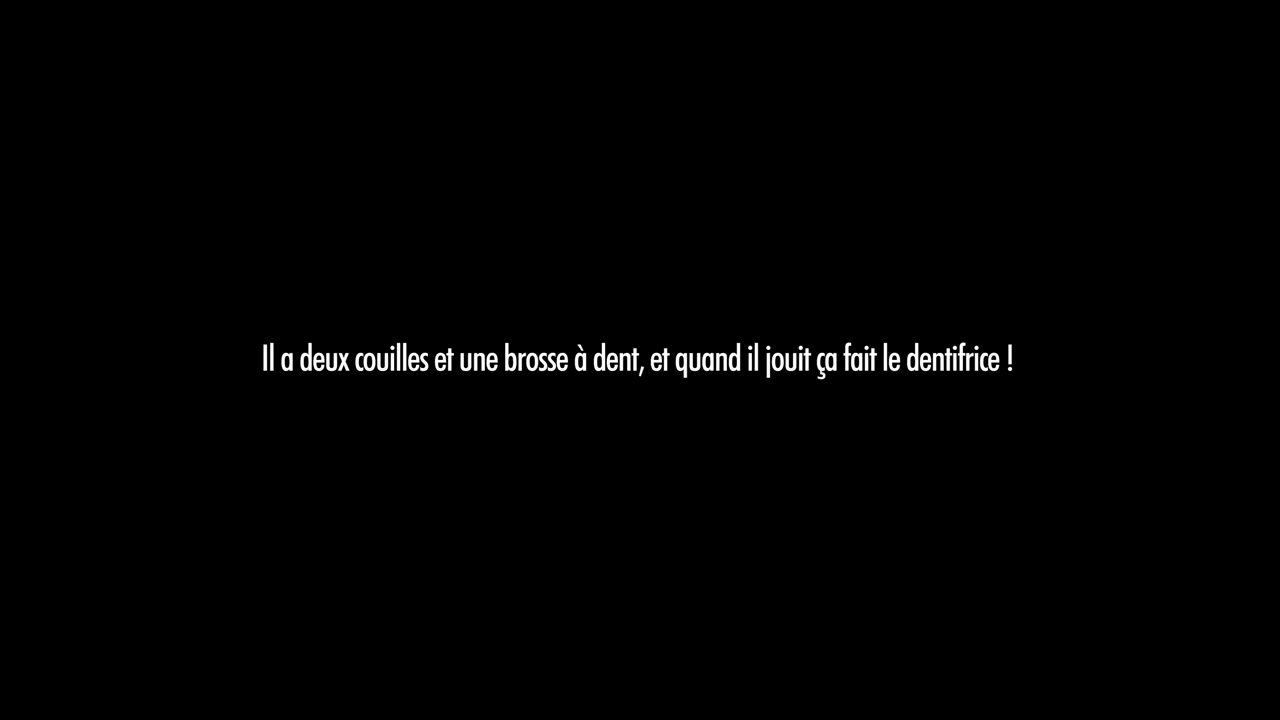 Il a deux couilles et une brosse à dent, et quand il jouit ça fait le dentifrice !